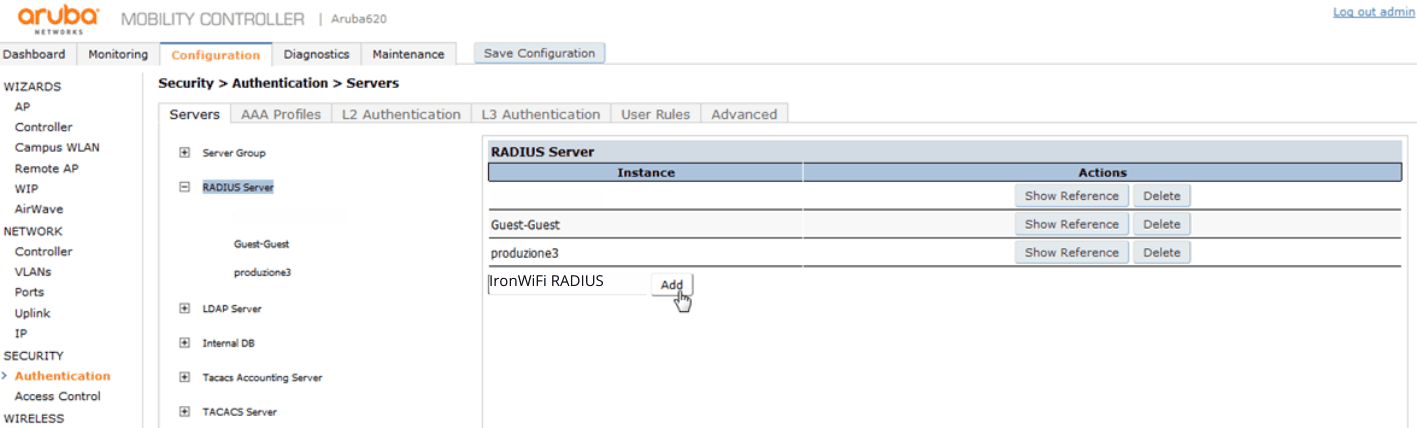 aruba NETWORKS MOBILITY CONTROLLER | Aruba620 Log out admin
Dashboard Monitoring Configuration Diagnostics Maintenance Save Configuration
WIZARDS
AP
Controller
Campus WLAN
Remote AP
WIP
AirWave
NETWORK
Controller
VLANs
Ports
Uplink
IP
SECURITY
> Authentication
Access Control
WIRELESS
Security > Authentication > Servers
Servers AAA Profiles L2 Authentication L3 Authentication User Rules Advanced
Server Group
RADIUS Server
Guest-Guest
produzione3
LDAP Server
Internal DB
Tacacs Accounting Server
TACACS Server
RADIUS Server
Instance Actions
Show Reference Delete
Guest-Guest Show Reference Delete
produzione3 Show Reference Delete
IronWiFi RADIUS Add